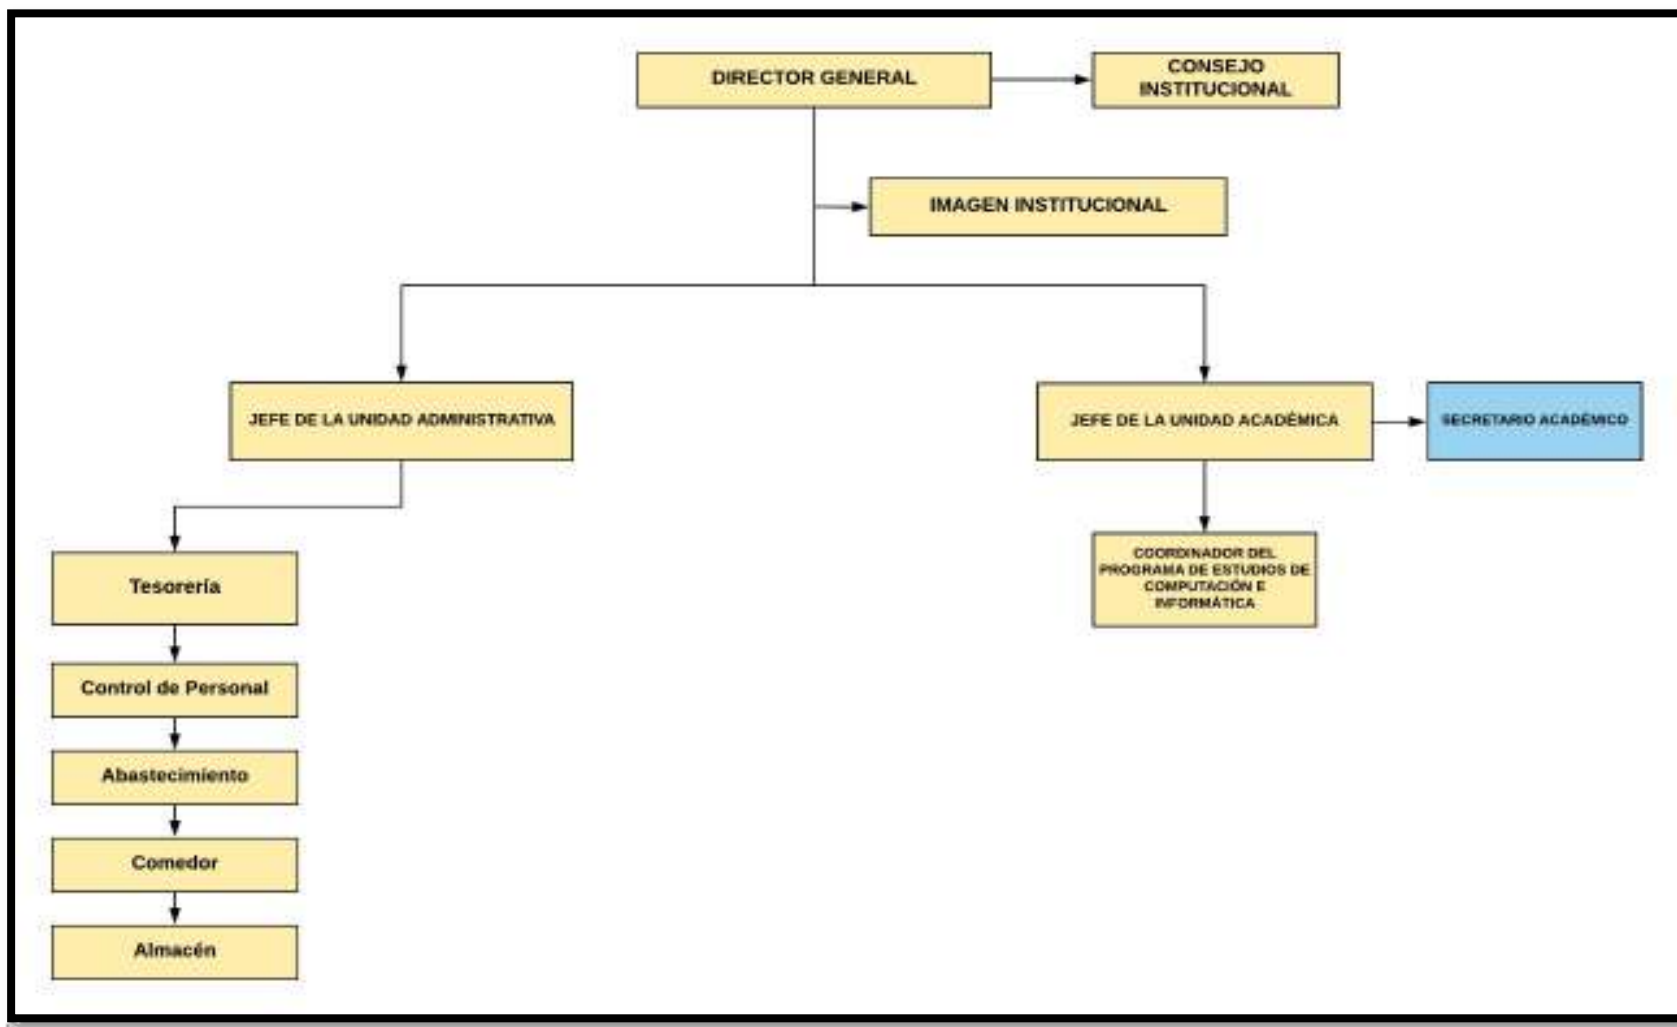 DIRECTOR GENERAL
CONSEJO
INSTITUCIONAL
IMAGEN INSTITUCIONAL
JEFE DE LA UNIDAD ADMINISTRATIVA
JEFE DE LA UNIDAD ACADÉMICA
SECRETARIO ACADÉMICO
Tesorería
COORDINADOR DEL
PROGRAMA DE ESTUDIOS DE
COMPUTACIÓN E
INFORMÁTICA
Control de Personal
Abastecimiento
Comedor
Almacén